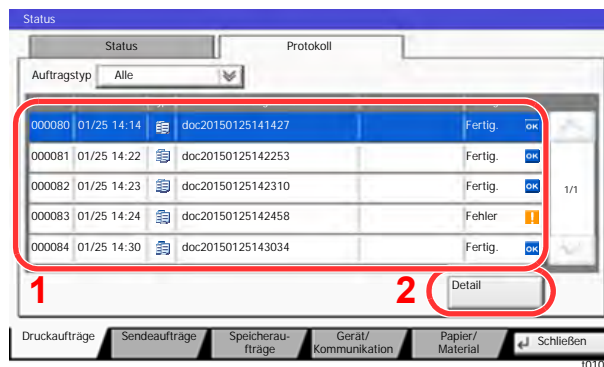 Status
Status Protokoll
Auftragstyp Alle
000080 01/25 14:14 doc20150125141427 Fertig. OK
000081 01/25 14:22 doc20150125142253 Fertig. OK
000082 01/25 14:23 doc20150125142310 Fertig. OK
1/1
000083 01/25 14:24 doc20150125142458 Fehler !
000084 01/25 14:30 doc20150125143034 Fertig. OK
1 2 Detail
Druckaufträge Sendeaufträge Speicherau-
fträge Gerät/
Kommunikation Papier/
Material Schließen